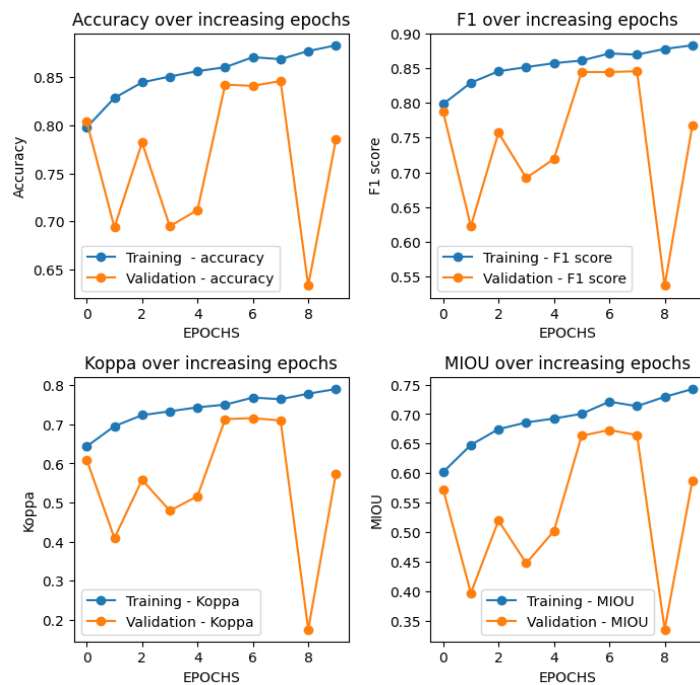 Accuracy over increasing epochs
Accuracy
0.85
0.80
0.75
0.70
0.65
Training  - accuracy
Validation - accuracy
0 2 4 6 8
EPOCHS
F1 over increasing epochs
F1 score
0.90
0.85
0.80
0.75
0.70
0.65
0.60
0.55
Training - F1 score
Validation - F1 score
0 2 4 6 8
EPOCHS
Koppa over increasing epochs
Koppa
0.8
0.7
0.6
0.5
0.4
0.3
0.2
Training - Koppa
Validation - Koppa
0 2 4 6 8
EPOCHS
MIOU over increasing epochs
MIOU
0.75
0.70
0.65
0.60
0.55
0.50
0.45
0.40
0.35
Training - MIOU
Validation - MIOU
0 2 4 6 8
EPOCHS